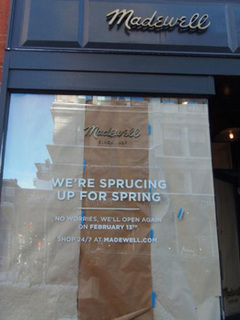 Madewell
Madewell
WE'RE SPRUCING
UP FOR SPRING
NO WORRIES, WE'LL OPEN AGAIN
ON FEBRUARY 13TH
SHOP 24/7 AT MADEWELL.COM